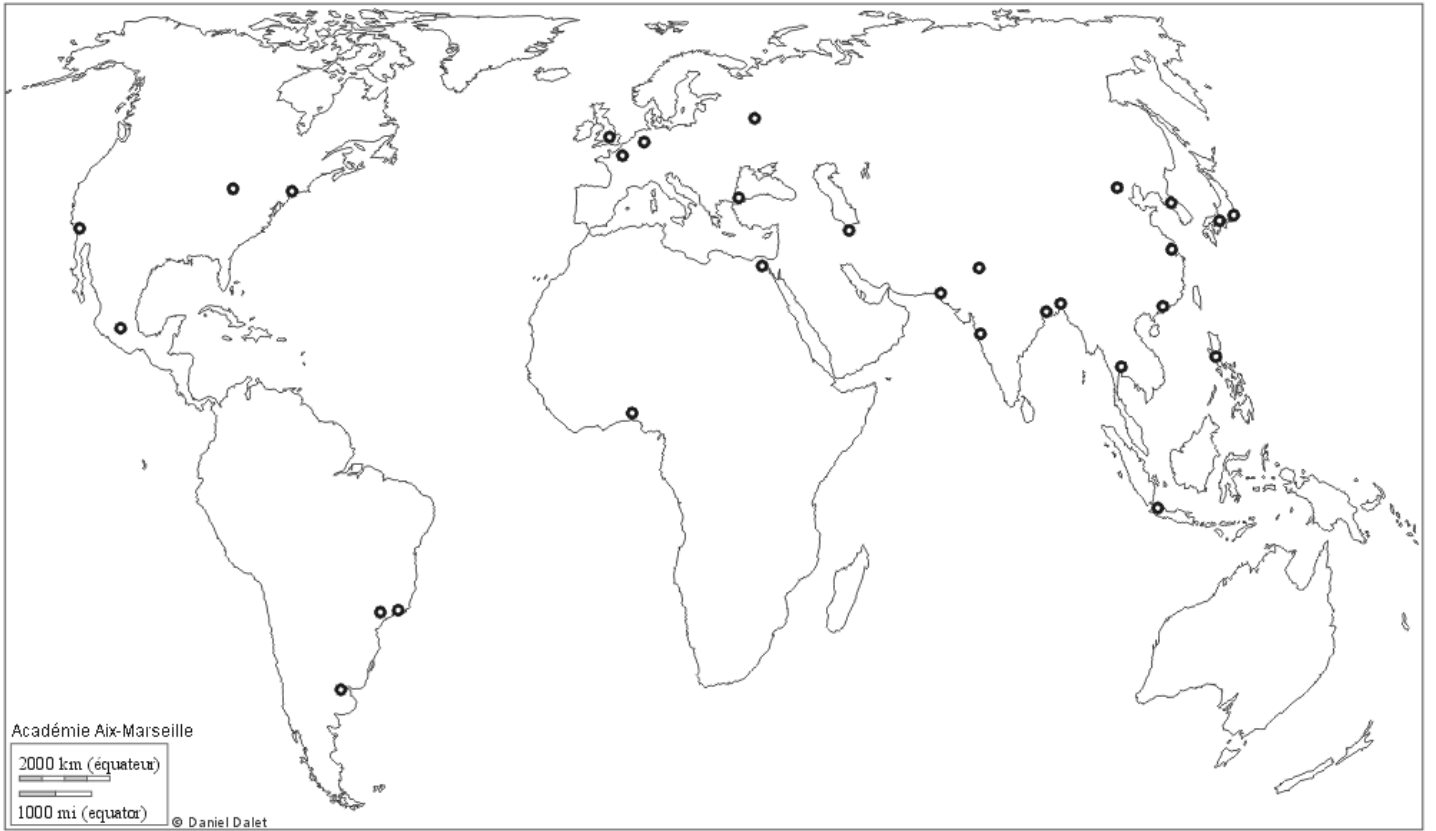 Académie Aix-Marseille
2000 km (équateur)
1000 mi (equator)
© Daniel Dalet